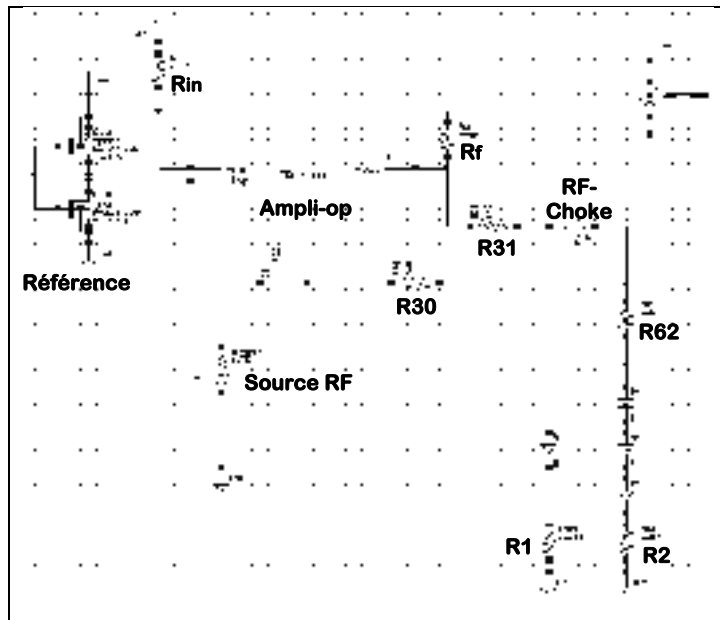 Rin
Rf
RF-
Choke
Ampli-op
R31
Référence
R30
R62
Source RF
R1
R2